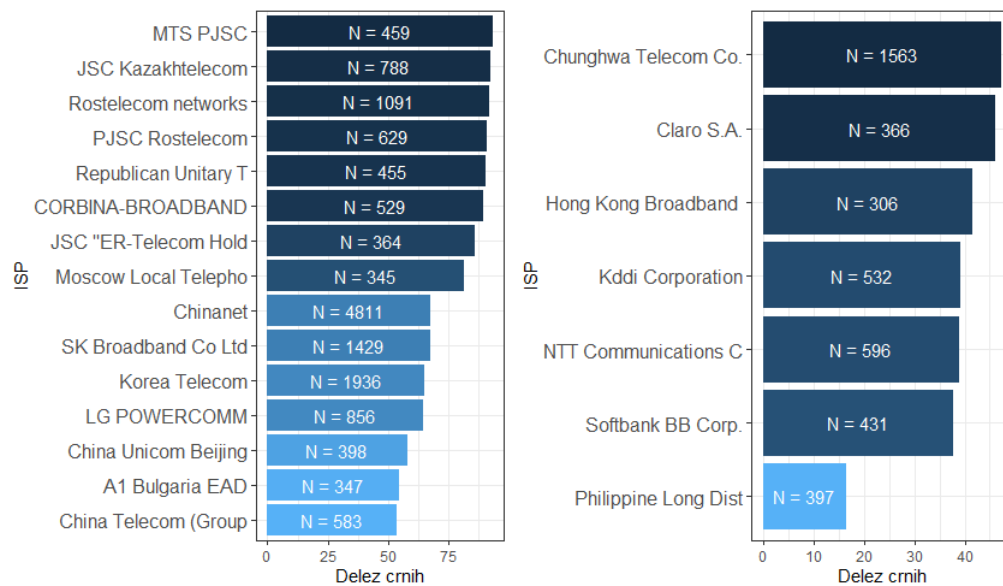 ISP
MTS PJSC
N = 459
JSC Kazakhtelecom
N = 788
Rostelecom networks
N = 1091
PJSC Rostelecom
N = 629
Republican Unitary T
N = 455
CORBINA-BROADBAND
N = 529
JSC "ER-Telecom Hold
N = 364
Moscow Local Telepho
N = 345
Chinanet
N = 4811
SK Broadband Co Ltd
N = 1429
Korea Telecom
N = 1936
LG POWERCOMM
N = 856
China Unicom Beijing
N = 398
A1 Bulgaria EAD
N = 347
China Telecom (Group
N = 583
0 25 50 75
Delez crnih
ISP
Chunghwa Telecom Co.
N = 1563
Claro S.A.
N = 366
Hong Kong Broadband
N = 306
Kddi Corporation
N = 532
NTT Communications C
N = 596
Softbank BB Corp.
N = 431
Philippine Long Dist
N = 397
0 10 20 30 40
Delez crnih